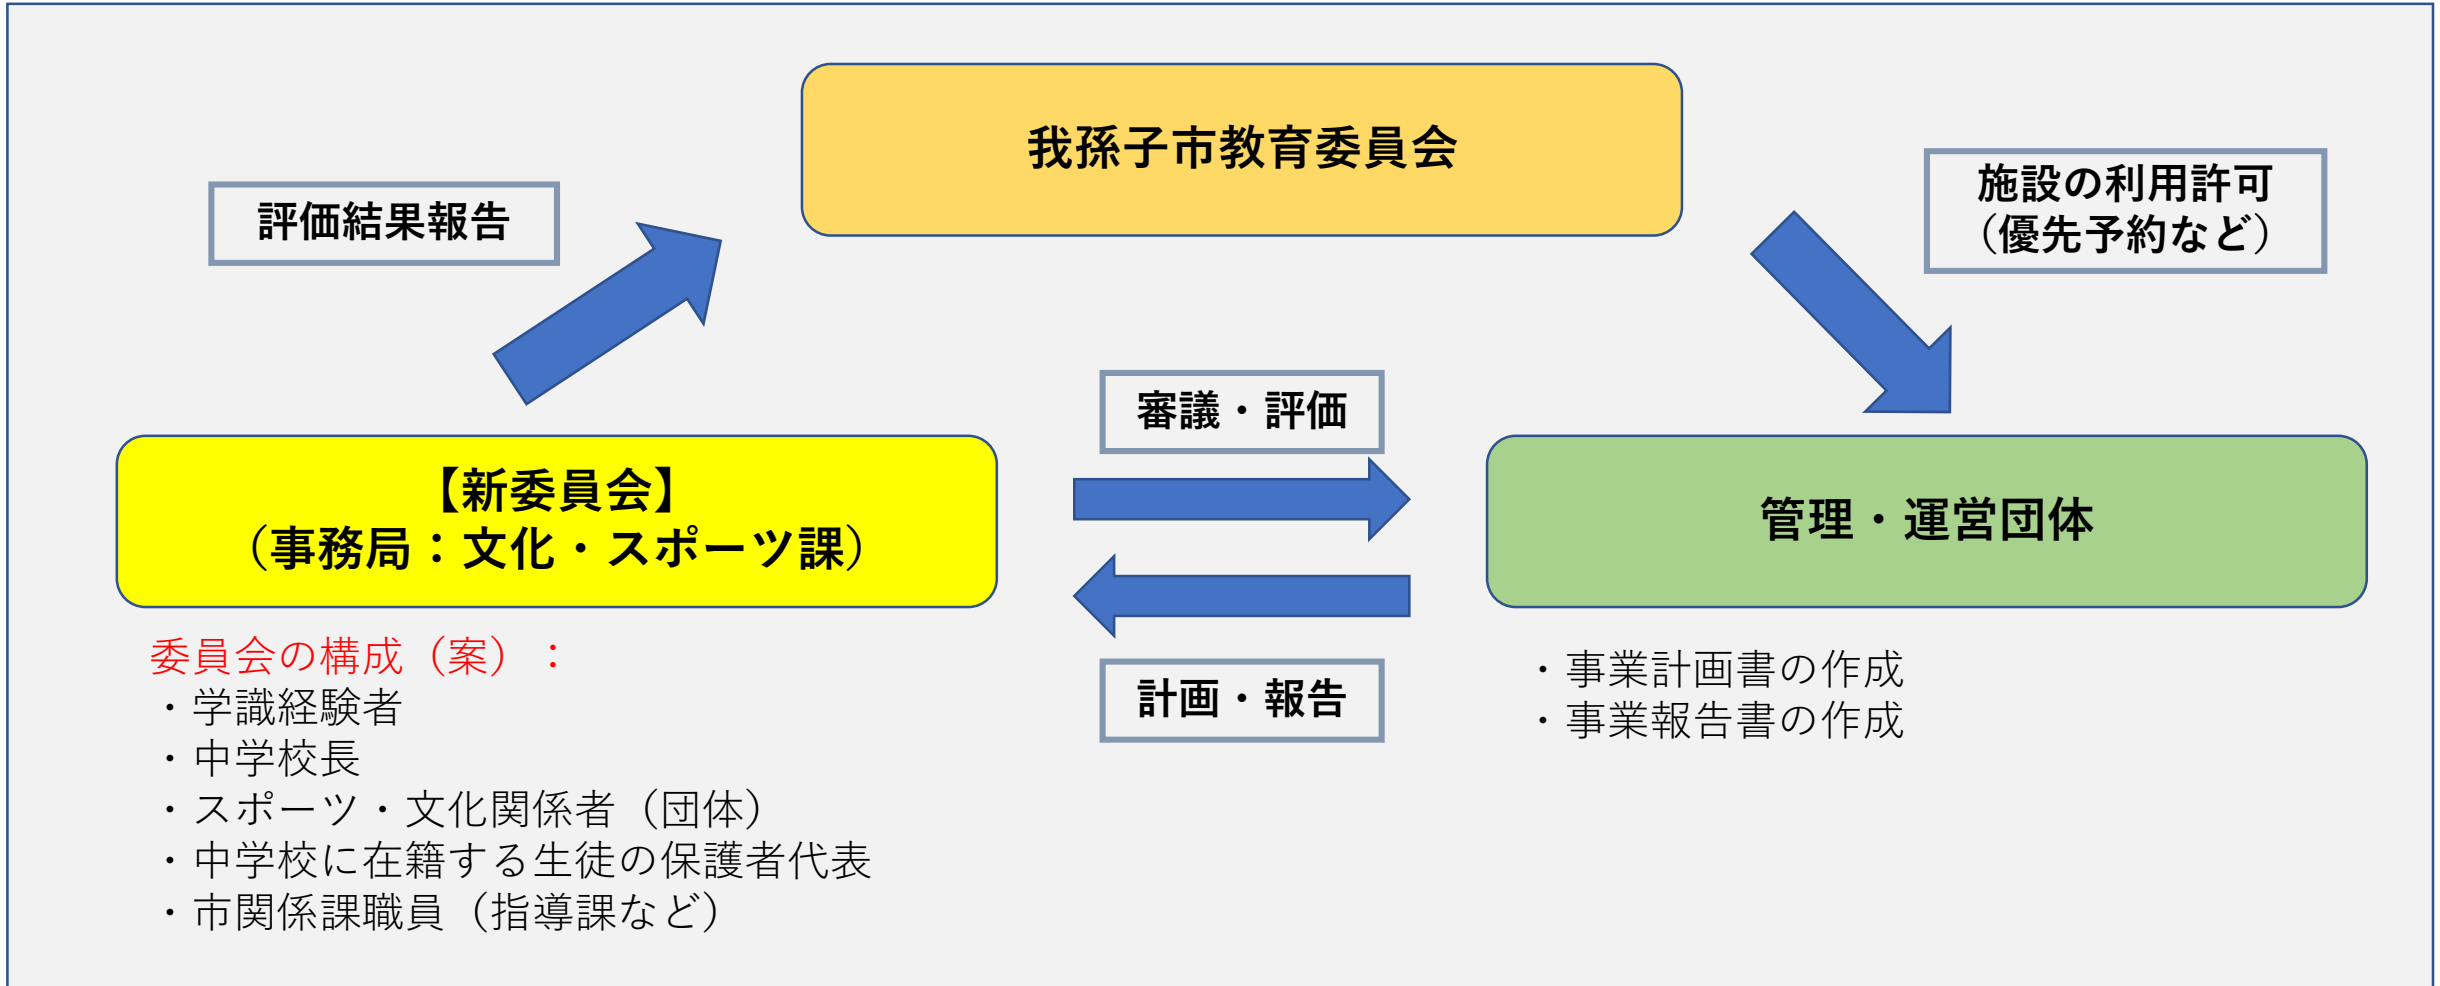 我孫子市教育委員会
評価結果報告
施設の利用許可
（優先予約など）
審議・評価
【新委員会】
（事務局：文化・スポーツ課）
管理・運営団体
計画・報告
委員会の構成（案）：
・学識経験者
・中学校長
・スポーツ・文化関係者（団体）
・中学校に在籍する生徒の保護者代表
・市関係課職員（指導課など）
・事業計画書の作成
・事業報告書の作成